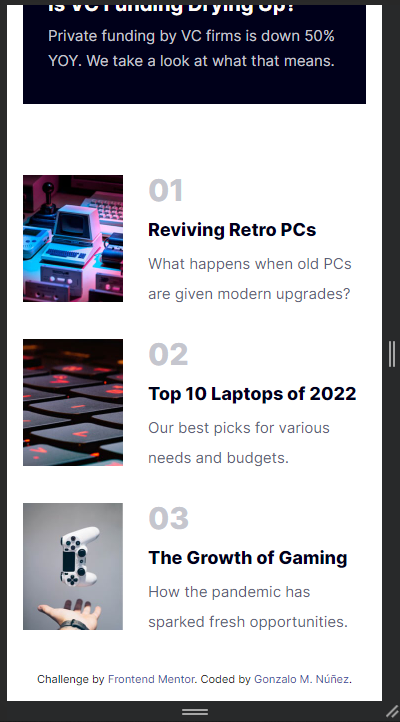 Is VC Funding Drying Up?
Private funding by VC firms is down 50%
YOY. We take a look at what that means.
01
Reviving Retro PCs
What happens when old PCs
are given modern upgrades?
02
Top 10 Laptops of 2022
Our best picks for various
needs and budgets.
03
The Growth of Gaming
How the pandemic has
sparked fresh opportunities.
Challenge by Frontend Mentor. Coded by Gonzalo M. Núñez.